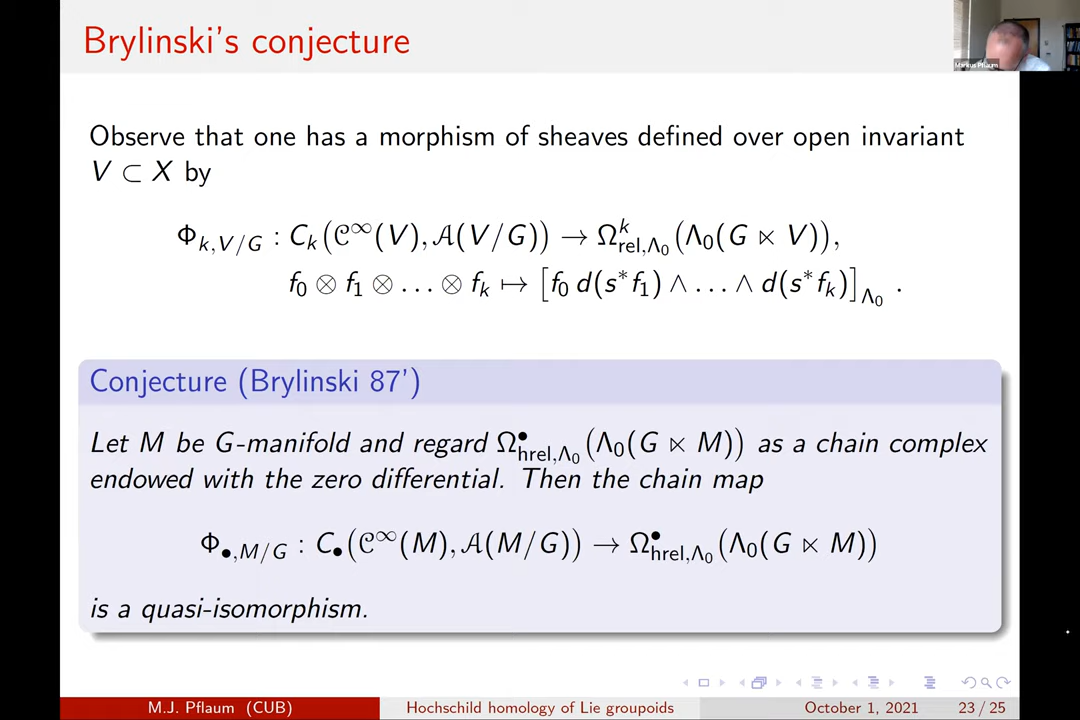 Brylinski's conjecture
Markus Pflaum
Observe that one has a morphism of sheaves defined over open invariant
V ⊂ X by
Φ_{k,V/G} : C_k(𝒞^∞(V), 𝒜(V/G)) → Ω^k_{rel,Λ_0}(Λ_0(G ⋉ V)),
f_0 ⊗ f_1 ⊗ … ⊗ f_k ↦ [f_0 d(s*f_1) ∧ … ∧ d(s*f_k)]_{Λ_0} .
Conjecture (Brylinski 87')
Let M be G-manifold and regard Ω^•_{hrel,Λ_0}(Λ_0(G ⋉ M)) as a chain complex
endowed with the zero differential. Then the chain map
Φ_{•,M/G} : C_•(𝒞^∞(M), 𝒜(M/G)) → Ω^•_{hrel,Λ_0}(Λ_0(G ⋉ M))
is a quasi-isomorphism.
M.J. Pflaum (CUB) Hochschild homology of Lie groupoids October 1, 2021 23 / 25